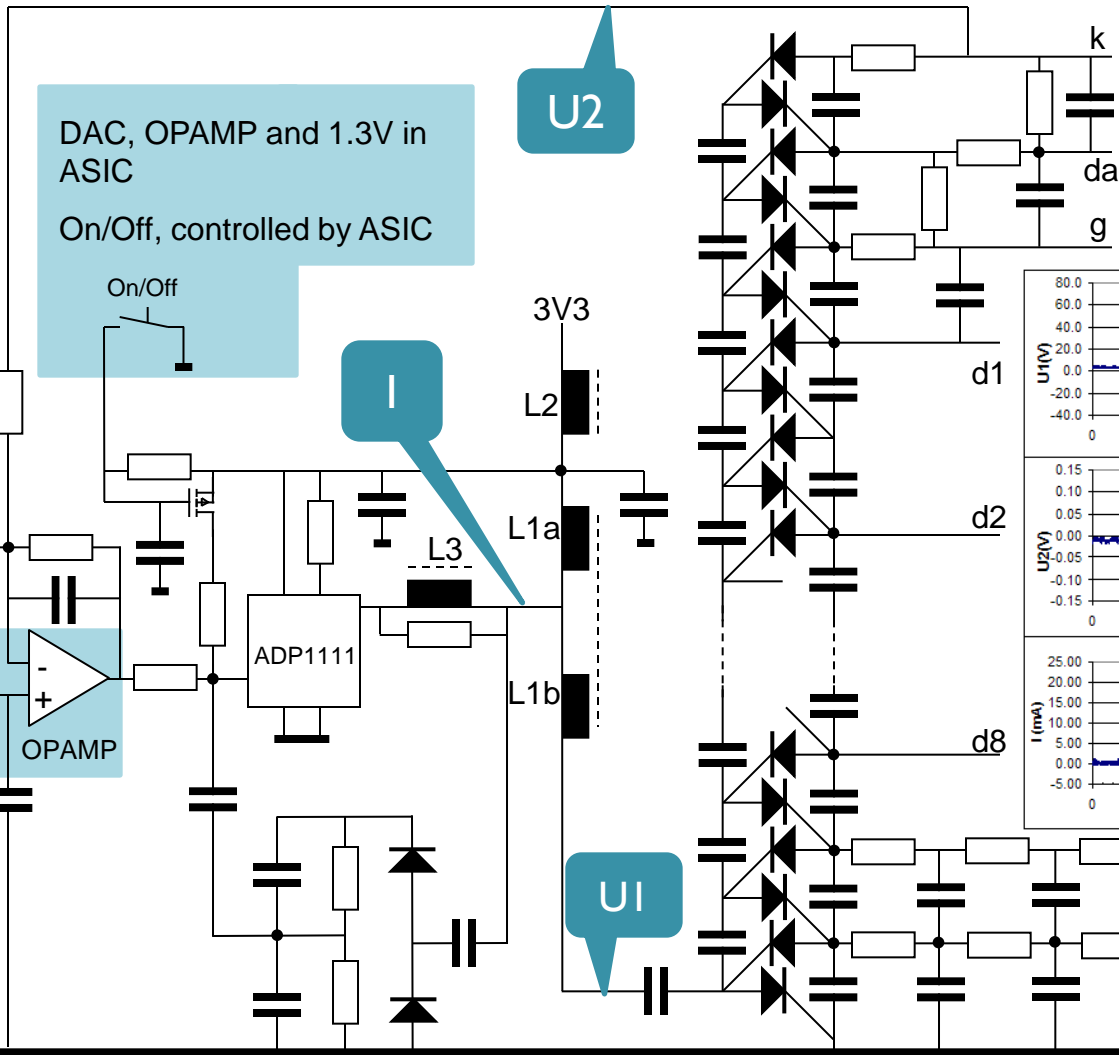 k
U2
DAC, OPAMP and 1.3V in
ASIC
On/Off, controlled by ASIC
da
g
On/Off
3V3
I
L2
d1
80.0
60.0
40.0
20.0
0.0
-20.0
-40.0
U1(V)
0
L1a
L3
d2
0.15
0.10
0.05
0.00
-0.05
-0.10
-0.15
U2(V)
0
ADP1111
-
+
OPAMP
L1b
d8
25.00
20.00
15.00
10.00
5.00
0.00
-5.00
I (mA)
0
U1